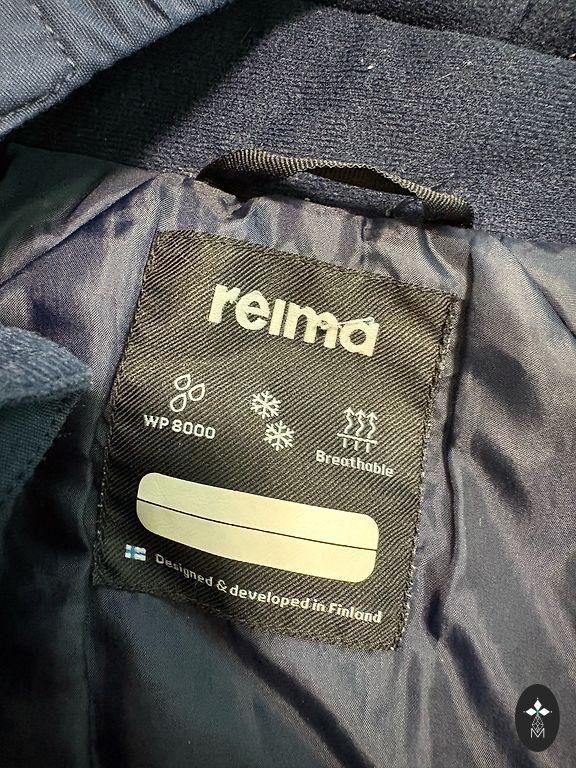 reima
WP 8000
Breathable
Designed & developed in Finland
M